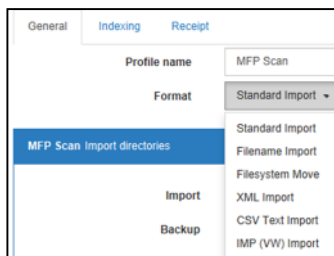 General Indexing Receipt
Profile name MFP Scan
Format Standard Import
Standard Import
MFP Scan Import directories
Filename Import
Filesystem Move
Import XML Import
CSV Text Import
Backup
IMP (VW) Import